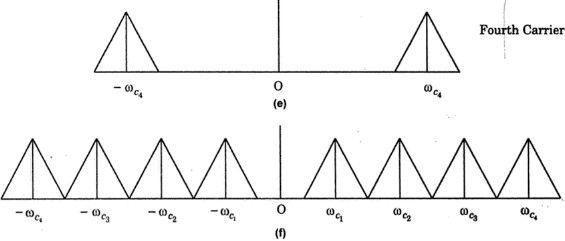 Fourth Carrier
− ω_c₄ O ω_c₄
(e)
− ω_c₄ − ω_c₃ − ω_c₂ − ω_c₁ O ω_c₁ ω_c₂ ω_c₃ ω_c₄
(f)